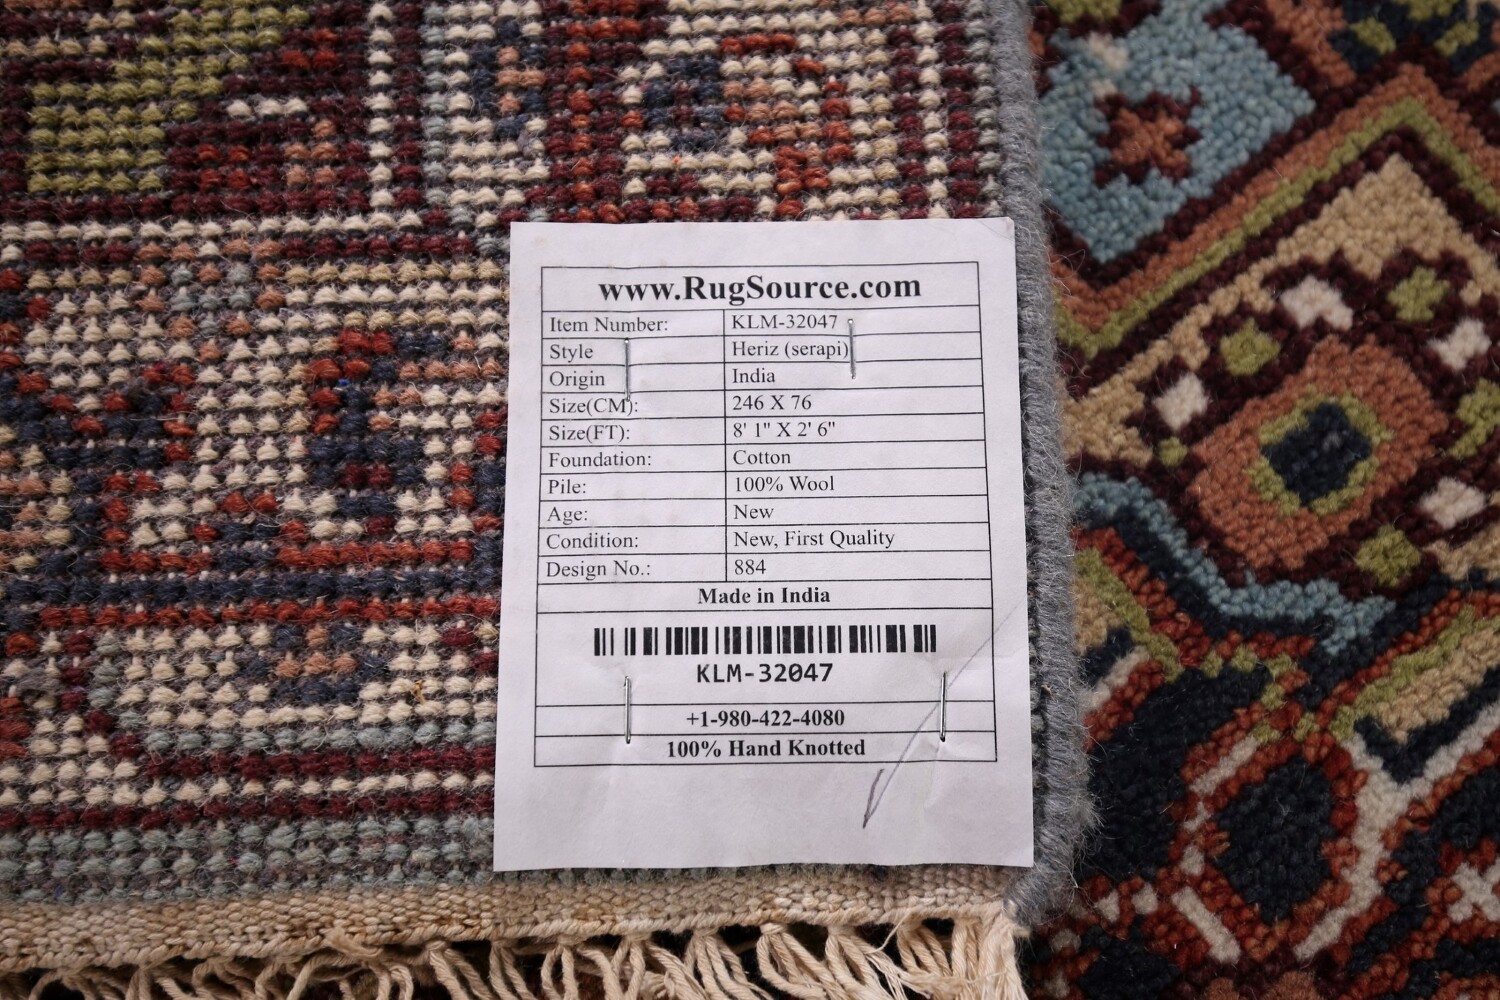 www.RugSource.com
Item Number: KLM-32047
Style Heriz (serapi)
Origin India
Size(CM): 246 X 76
Size(FT): 8' 1" X 2' 6"
Foundation: Cotton
Pile: 100% Wool
Age: New
Condition: New, First Quality
Design No.: 884
Made in India
KLM-32047
+1-980-422-4080
100% Hand Knotted